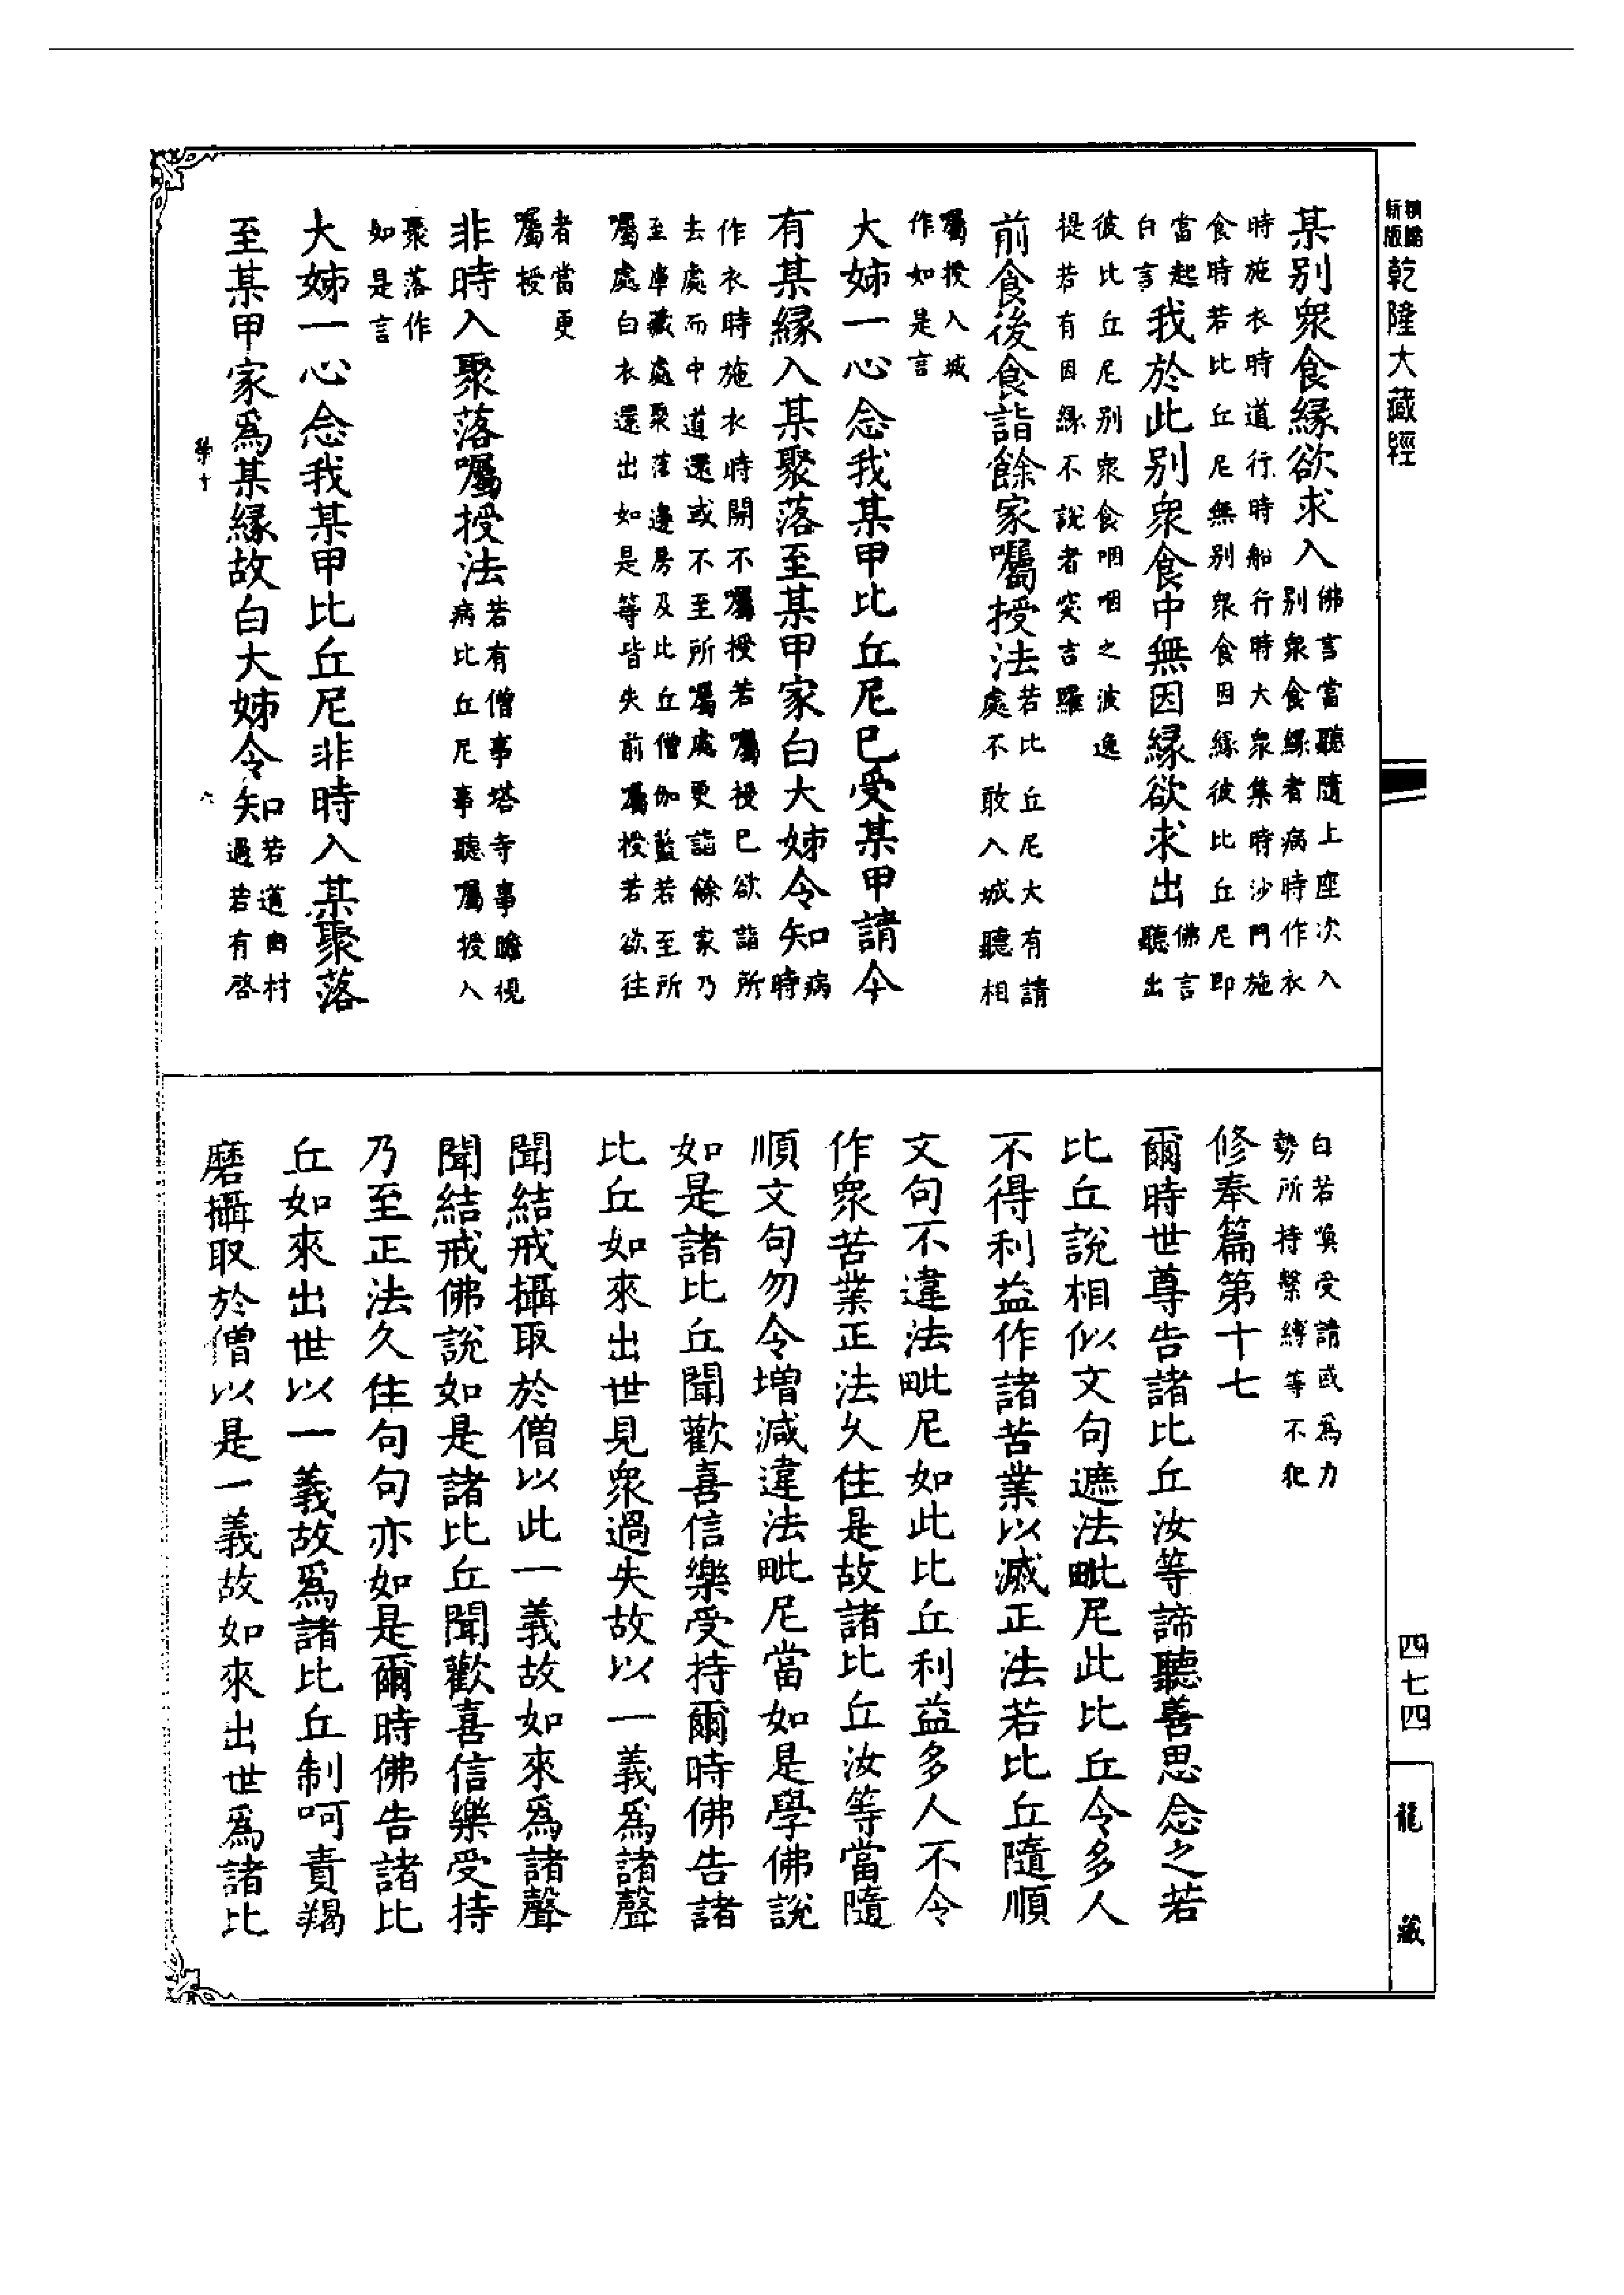 乾隆大藏經
某別衆食緣欲求入佛言當聽隨上座次入別衆食緣者病時作衣
時施衣時道行時船行時大衆集時沙門施食時若比丘尼無別衆食因緣彼比丘尼即
當起白言我於此別衆食中無因緣欲求出佛言聽出
彼比丘尼別衆食咽咽之波逸提若有因緣不說者突吉羅
前食後食詣餘家囑授法若比丘尼大有請處不敢入城聽相
囑授入城作如是言
大姊一心念我某甲比丘尼已受某甲請今
有某緣入某聚落至某甲家白大姊令知病時
作衣時施衣時開不囑授若囑授已欲詣所去處而中道還或不至所囑處更詣餘家乃
至庫藏處聚落邊房及比丘僧伽藍若至所囑處白衣還出如是等皆失前囑授若欲往
者當更囑授
非時入聚落囑授法若有僧事塔寺事瞻視病比丘尼事聽囑授入
聚落作如是言
大姊一心念我某甲比丘尼非時入某聚落
至某甲家爲某緣故白大姊令知若道由村過若有啓
白若喚受請或爲力勢所持繫縛等不犯
修奉篇第十七
爾時世尊告諸比丘汝等諦聽善思念之若
比丘說相似文句遮法毗尼此比丘令多人
不得利益作諸苦業以滅正法若比丘隨順
文句不違法毗尼如此比丘利益多人不令
作衆苦業正法久住是故諸比丘汝等當隨
順文句勿令增減違法毗尼當如是學佛說
如是諸比丘聞歡喜信樂受持爾時佛告諸
比丘如來出世見衆過失故以一義爲諸聲
聞結戒攝取於僧以此一義故如來爲諸聲
聞結戒佛說如是諸比丘聞歡喜信樂受持
乃至正法久住句句亦如是爾時佛告諸比
丘如來出世以一義故爲諸比丘制呵責羯
磨攝取於僧以是一義故如來出世爲諸比
四七四
龍藏